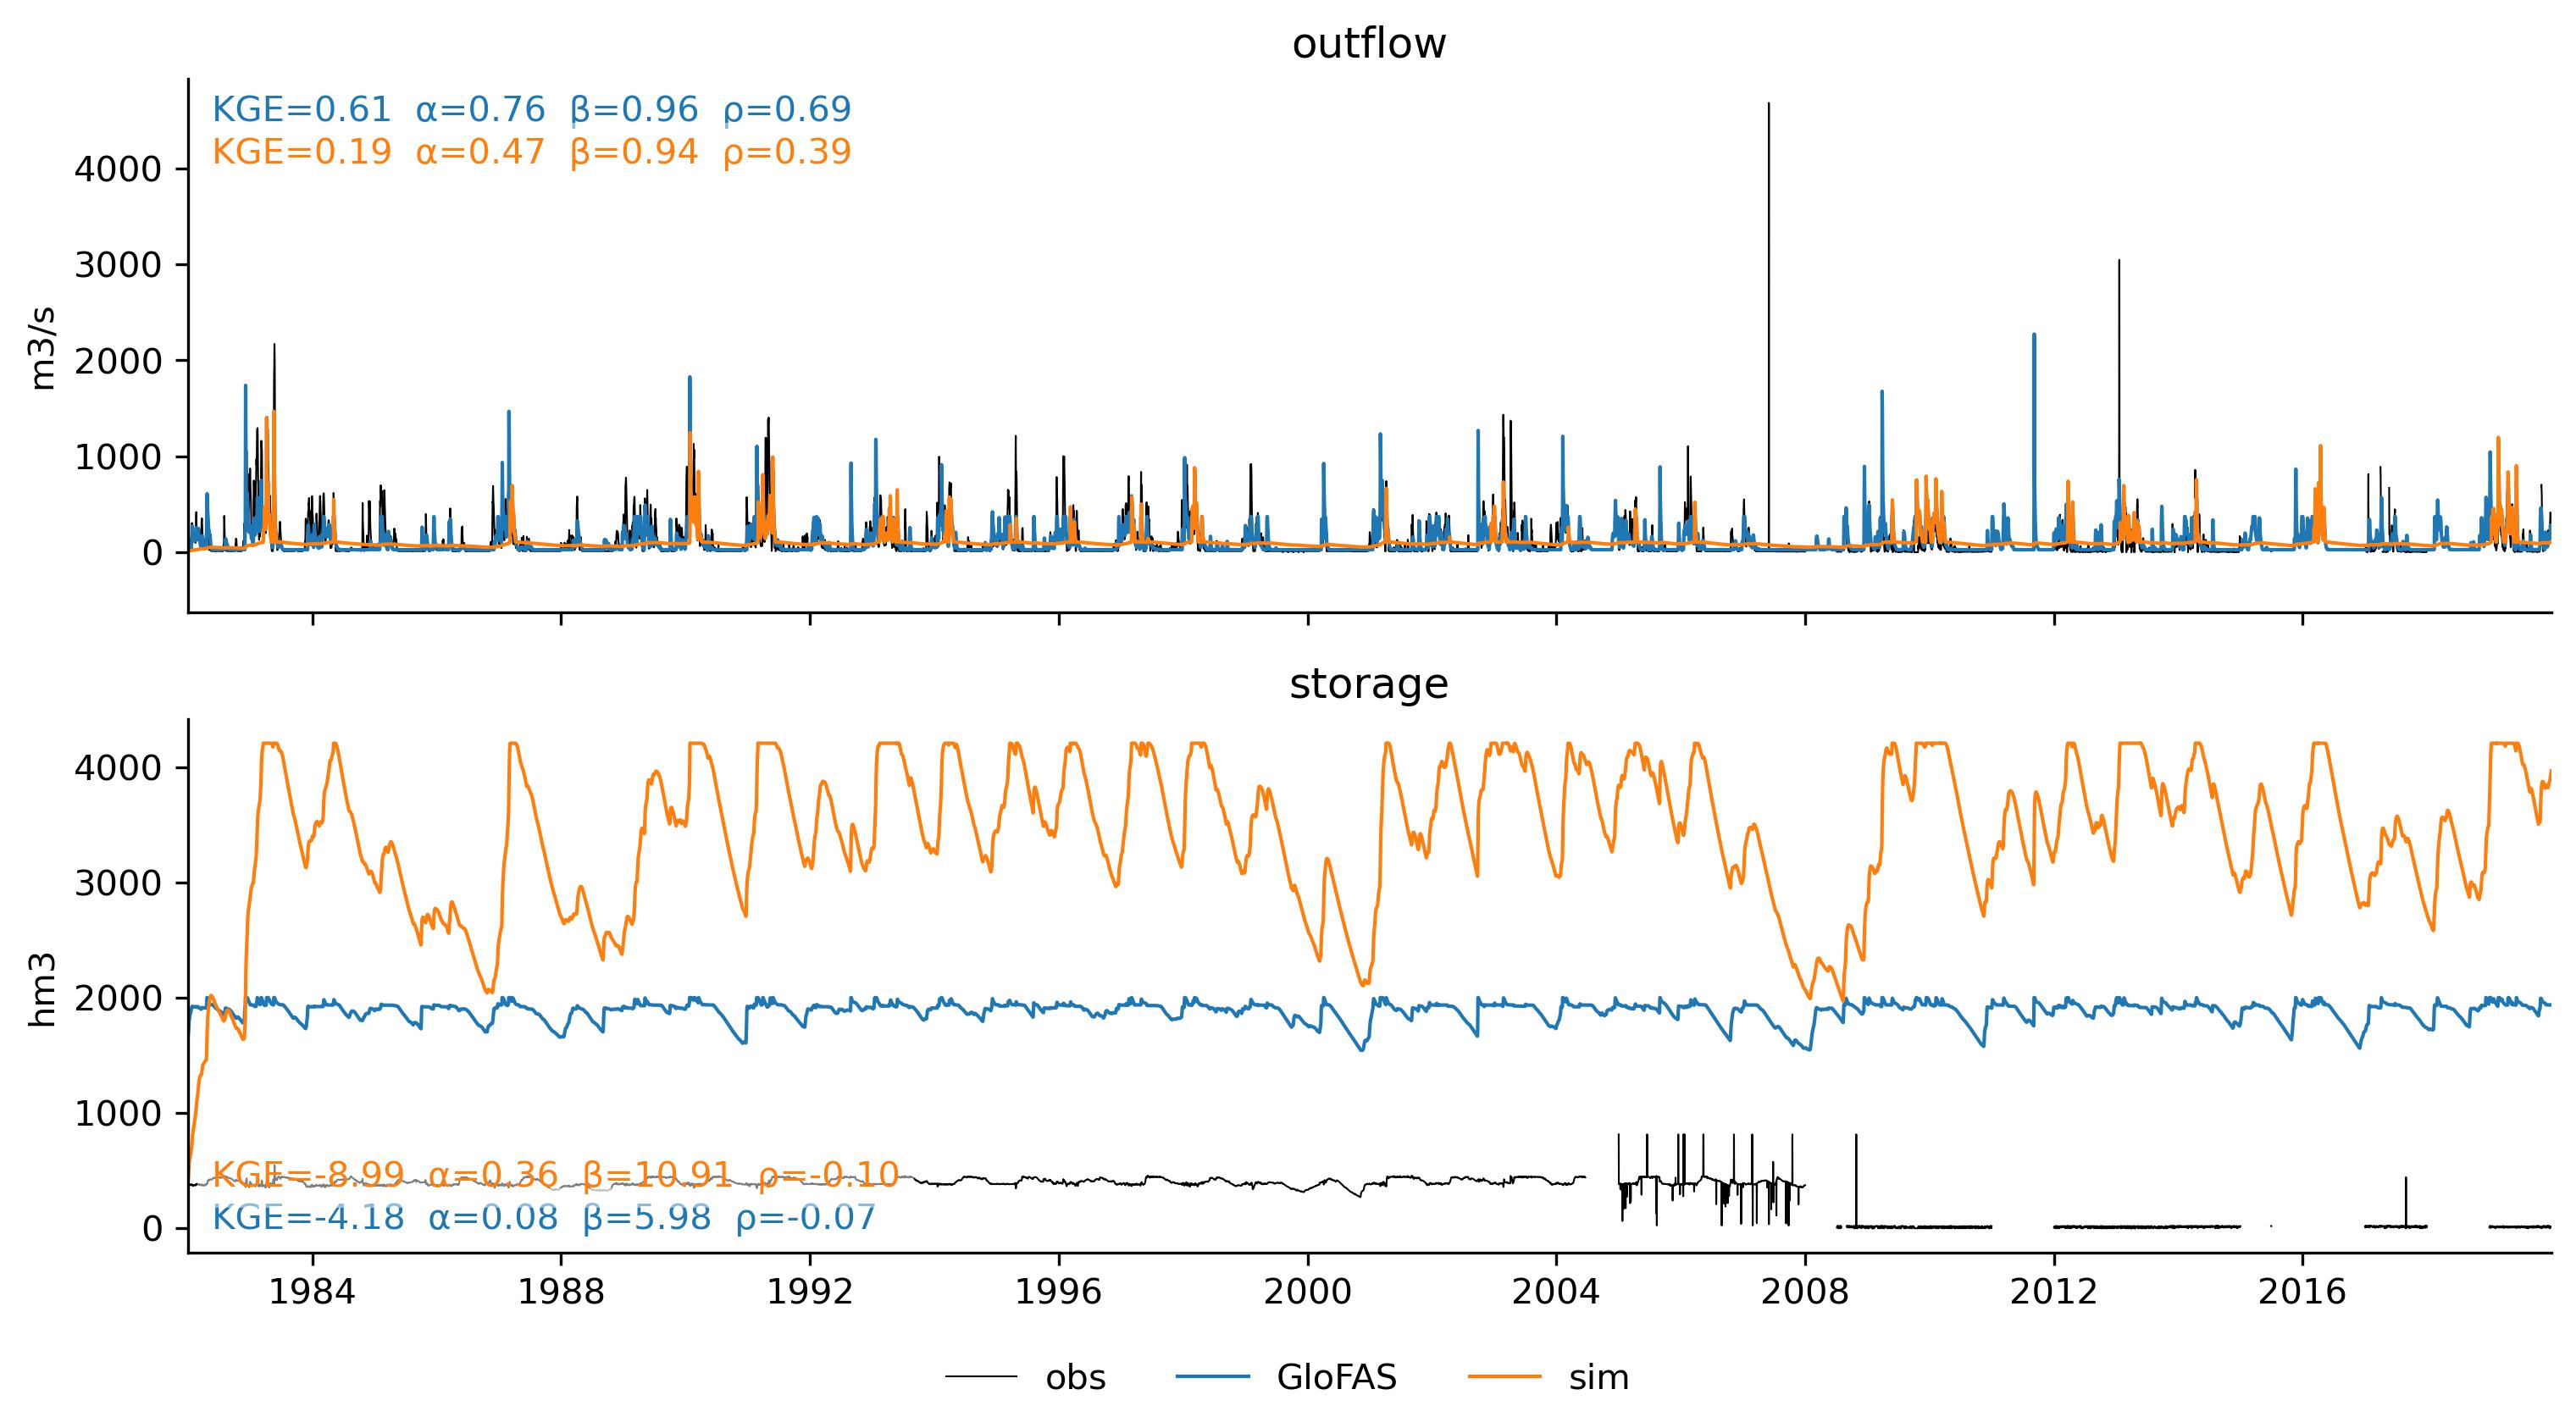 outflow
KGE=0.61 α=0.76 β=0.96 ρ=0.69
KGE=0.19 α=0.47 β=0.94 ρ=0.39
4000
3000
2000
1000
0
m3/s
storage
4000
3000
2000
1000
0
hm3
KGE=-8.99 α=0.36 β=10.91 ρ=-0.10
KGE=-4.18 α=0.08 β=5.98 ρ=-0.07
1984 1988 1992 1996 2000 2004 2008 2012 2016
obs GloFAS sim